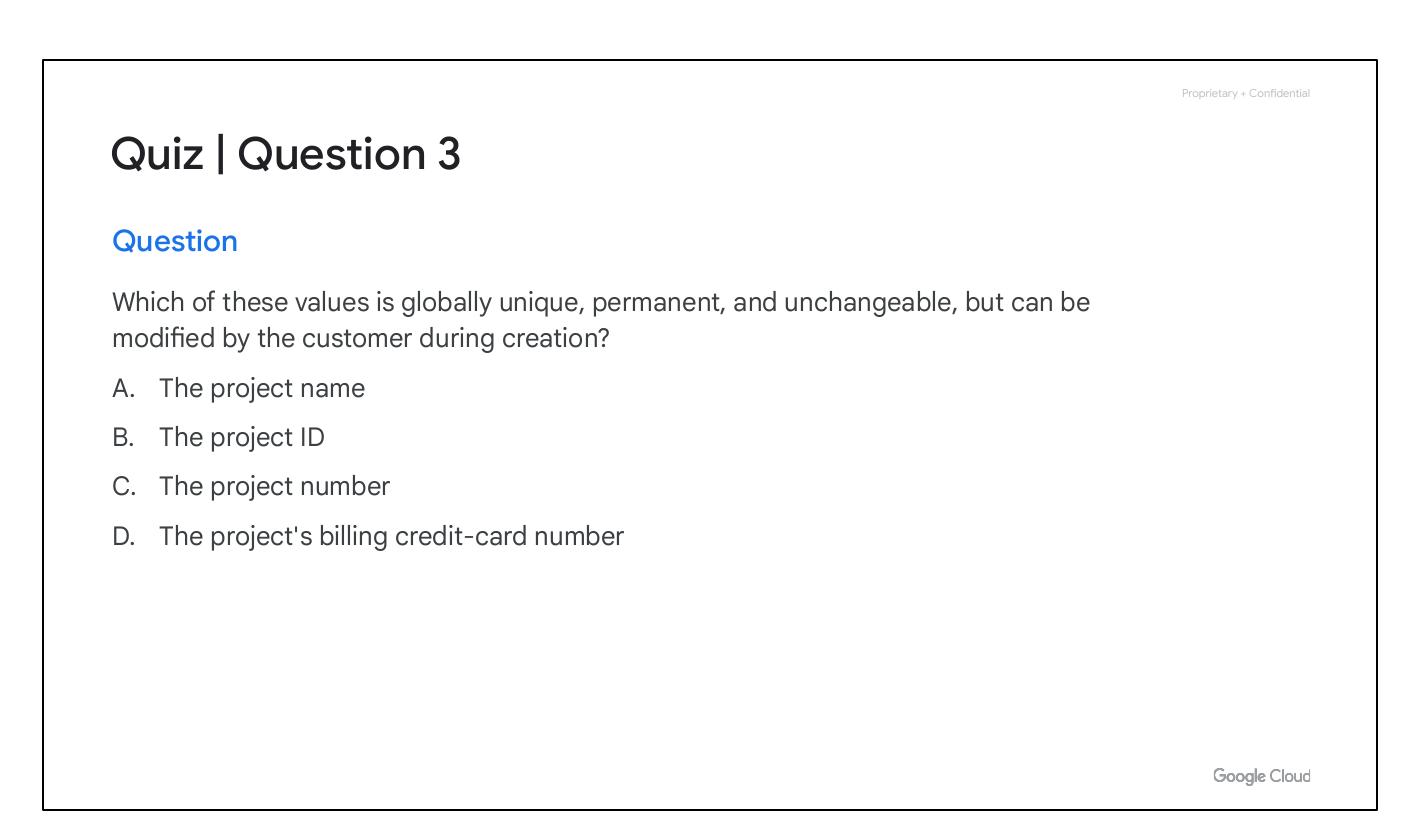 Proprietary + Confidential
Quiz | Question 3
Question
Which of these values is globally unique, permanent, and unchangeable, but can be
modified by the customer during creation?
A. The project name
B. The project ID
C. The project number
D. The project's billing credit-card number
Google Cloud